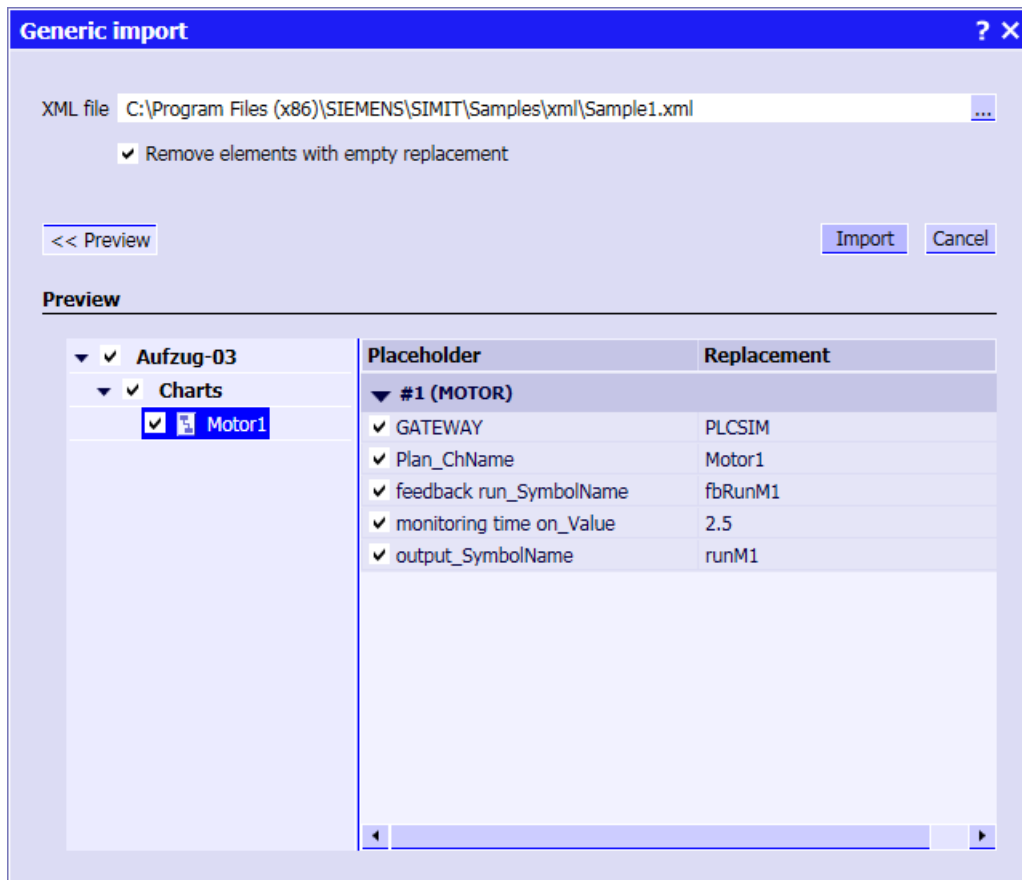 Generic import ? ×
XML file C:\Program Files (x86)\SIEMENS\SIMIT\Samples\xml\Sample1.xml ...
Remove elements with empty replacement
<< Preview Import Cancel
Preview
Aufzug-03
Charts
Motor1
Placeholder Replacement
#1 (MOTOR)
GATEWAY PLCSIM
Plan_ChName Motor1
feedback run_SymbolName fbRunM1
monitoring time on_Value 2.5
output_SymbolName runM1